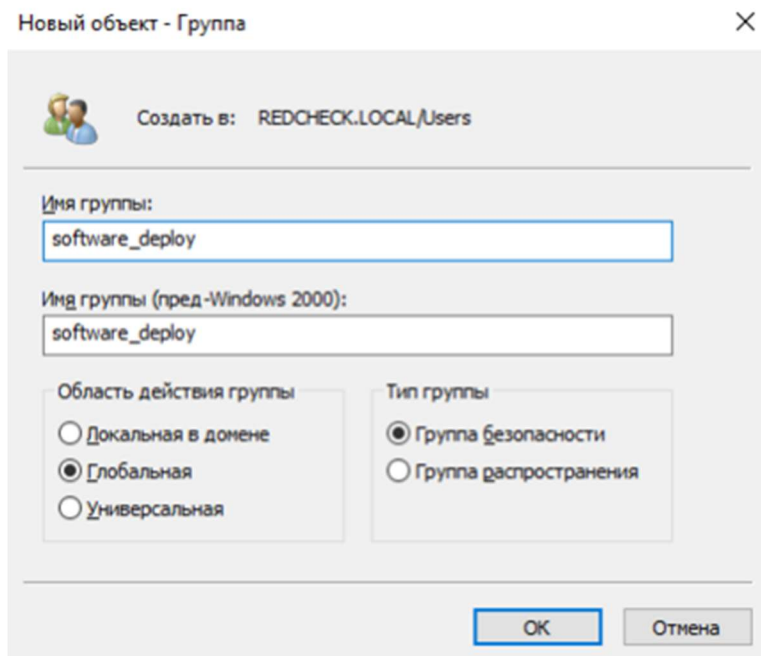 Новый объект - Группа
Создать в: REDCHECK.LOCAL/Users
Имя группы:
software_deploy
Имя группы (пред-Windows 2000):
software_deploy
Область действия группы
Локальная в домене
Глобальная
Универсальная
Тип группы
Группа безопасности
Группа распространения
ОК
Отмена